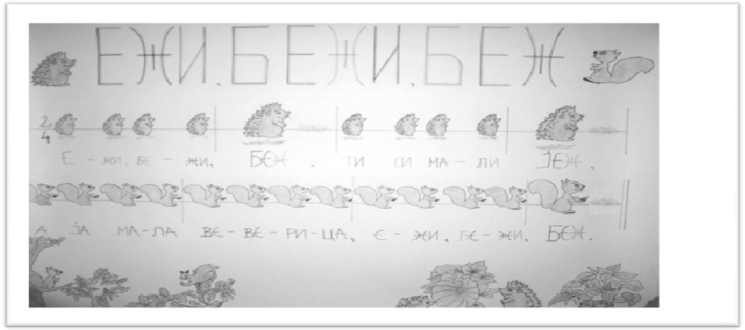 ЕЖИ. БЕЖИ. БЕЖ
2
4
Е - ЖИ. БЕ - ЖИ. БЕЖ . ТИ СИ МА - ЛИ ЈЕЖ.
А ЈА МА-ЛА ВЕ-ВЕ-РИ-ЦА, Е - ЖИ. БЕ-ЖИ, БЕЖ.